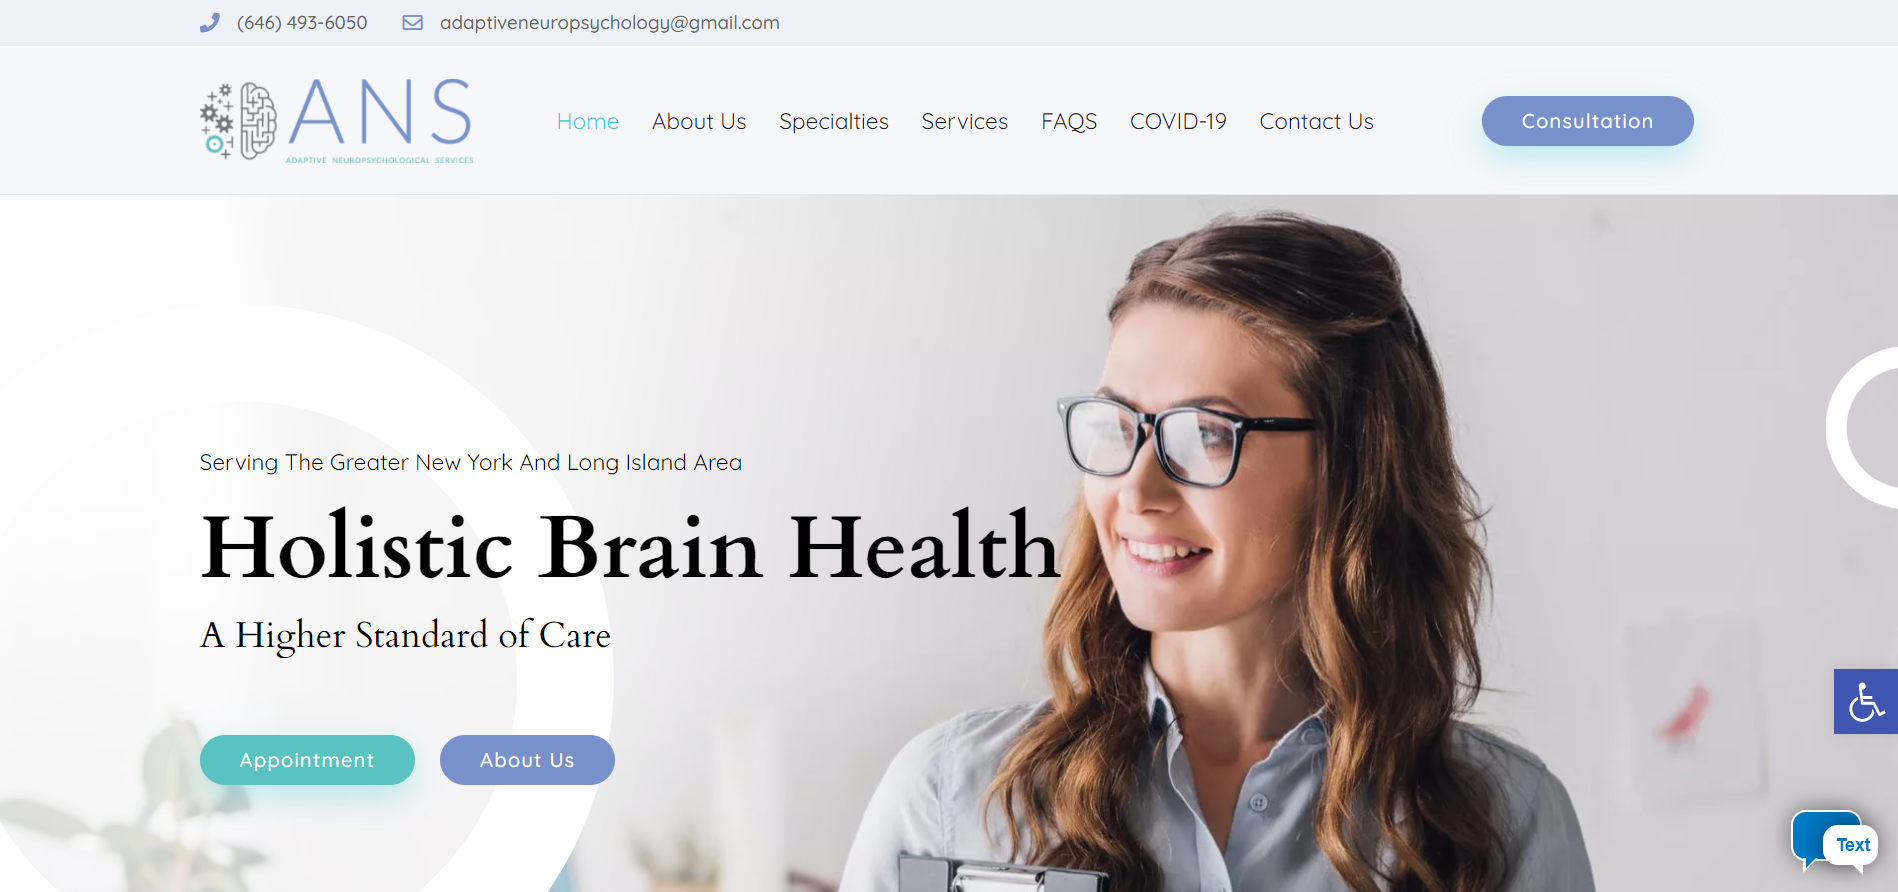 (646) 493-6050
adaptiveneuropsychology@gmail.com
ANS
ADAPTIVE NEUROPSYCHOLOGICAL SERVICES
Home
About Us
Specialties
Services
FAQS
COVID-19
Contact Us
Consultation
Serving The Greater New York And Long Island Area
Holistic Brain Health
A Higher Standard of Care
Appointment
About Us
Text